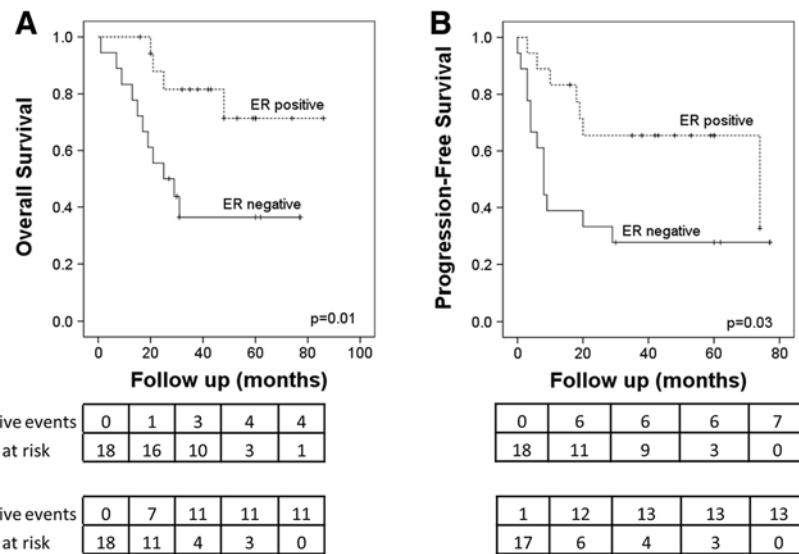 A
Overall Survival
1.0
0.8
0.6
0.4
0.2
0.0
ER positive
ER negative
p=0.01
0 20 40 60 80 100
Follow up (months)
B
Progression-Free Survival
1.0
0.8
0.6
0.4
0.2
0.0
ER positive
ER negative
p=0.03
0 20 40 60 80
Follow up (months)
ive events 0 1 3 4 4
at risk 18 16 10 3 1
ive events 0 7 11 11 11
at risk 18 11 4 3 0
0 6 6 6 7
18 11 9 3 0
1 12 13 13 13
17 6 4 3 0